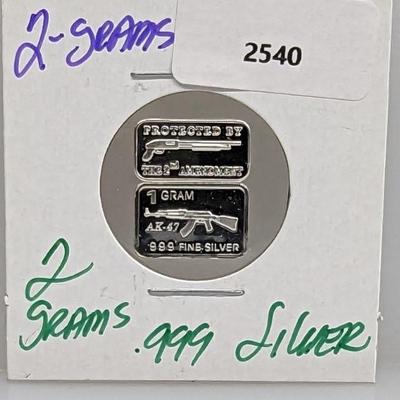 2-GRAMS
2540
PROTECTED BY
THE 2nd AMENDMENT
1 GRAM
AK-47
999 FINE SILVER
2
GRAMS
.999 SILVER